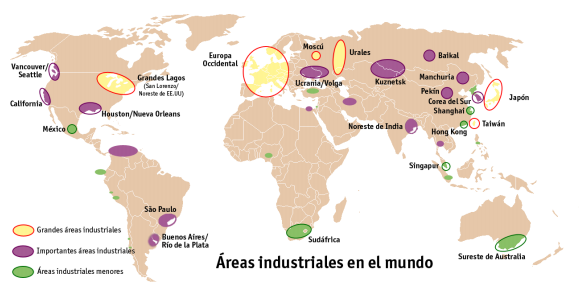 Vancouver/
Seattle
California
México
Grandes Lagos
(San Lorenzo/
Noreste de EE.UU)
Houston/Nueva Orleans
São Paulo
Buenos Aires/
Río de la Plata
Europa
Occidental
Moscú
Urales
Ucrania/Volga
Kuznetsk
Baikal
Manchuria
Pekín
Corea del Sur
Japón
Shanghai
Noreste de India
Hong Kong
Taiwán
Singapur
Sudáfrica
Sureste de Australia
Grandes áreas industriales
Importantes áreas industriales
Áreas industriales menores
Áreas industriales en el mundo